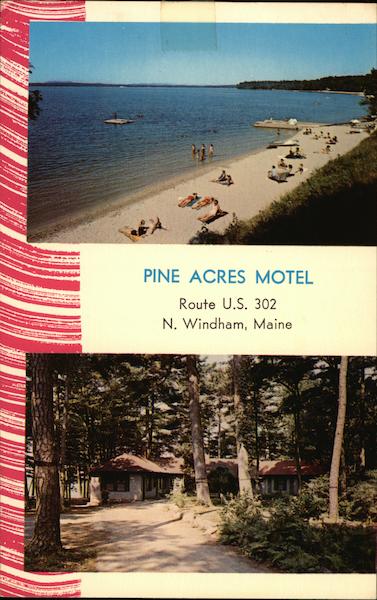 PINE ACRES MOTEL
Route U.S. 302
N. Windham, Maine